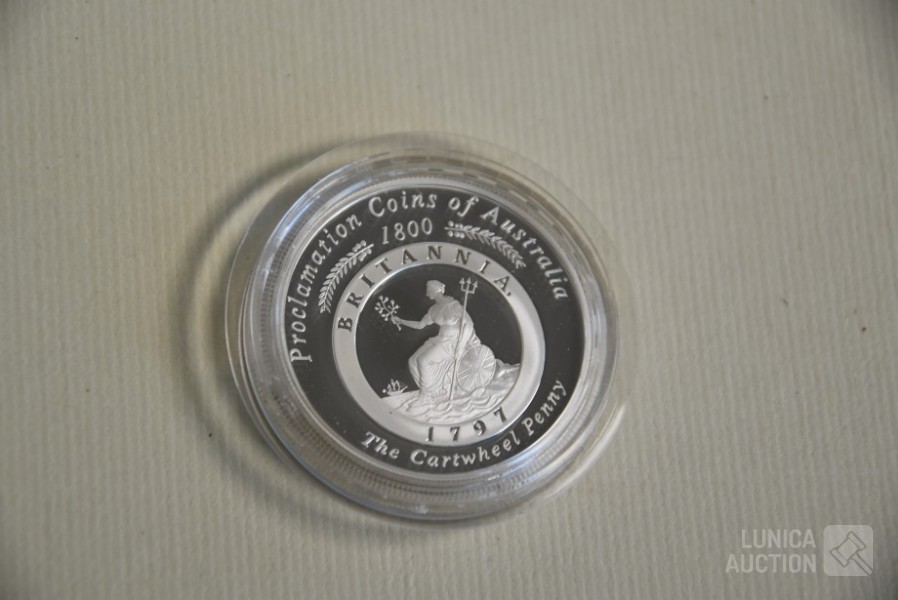 Proclamation Coins of Australia
1800
BRITANNIA.
1797
The Cartwheel Penny
LUNICA
AUCTION